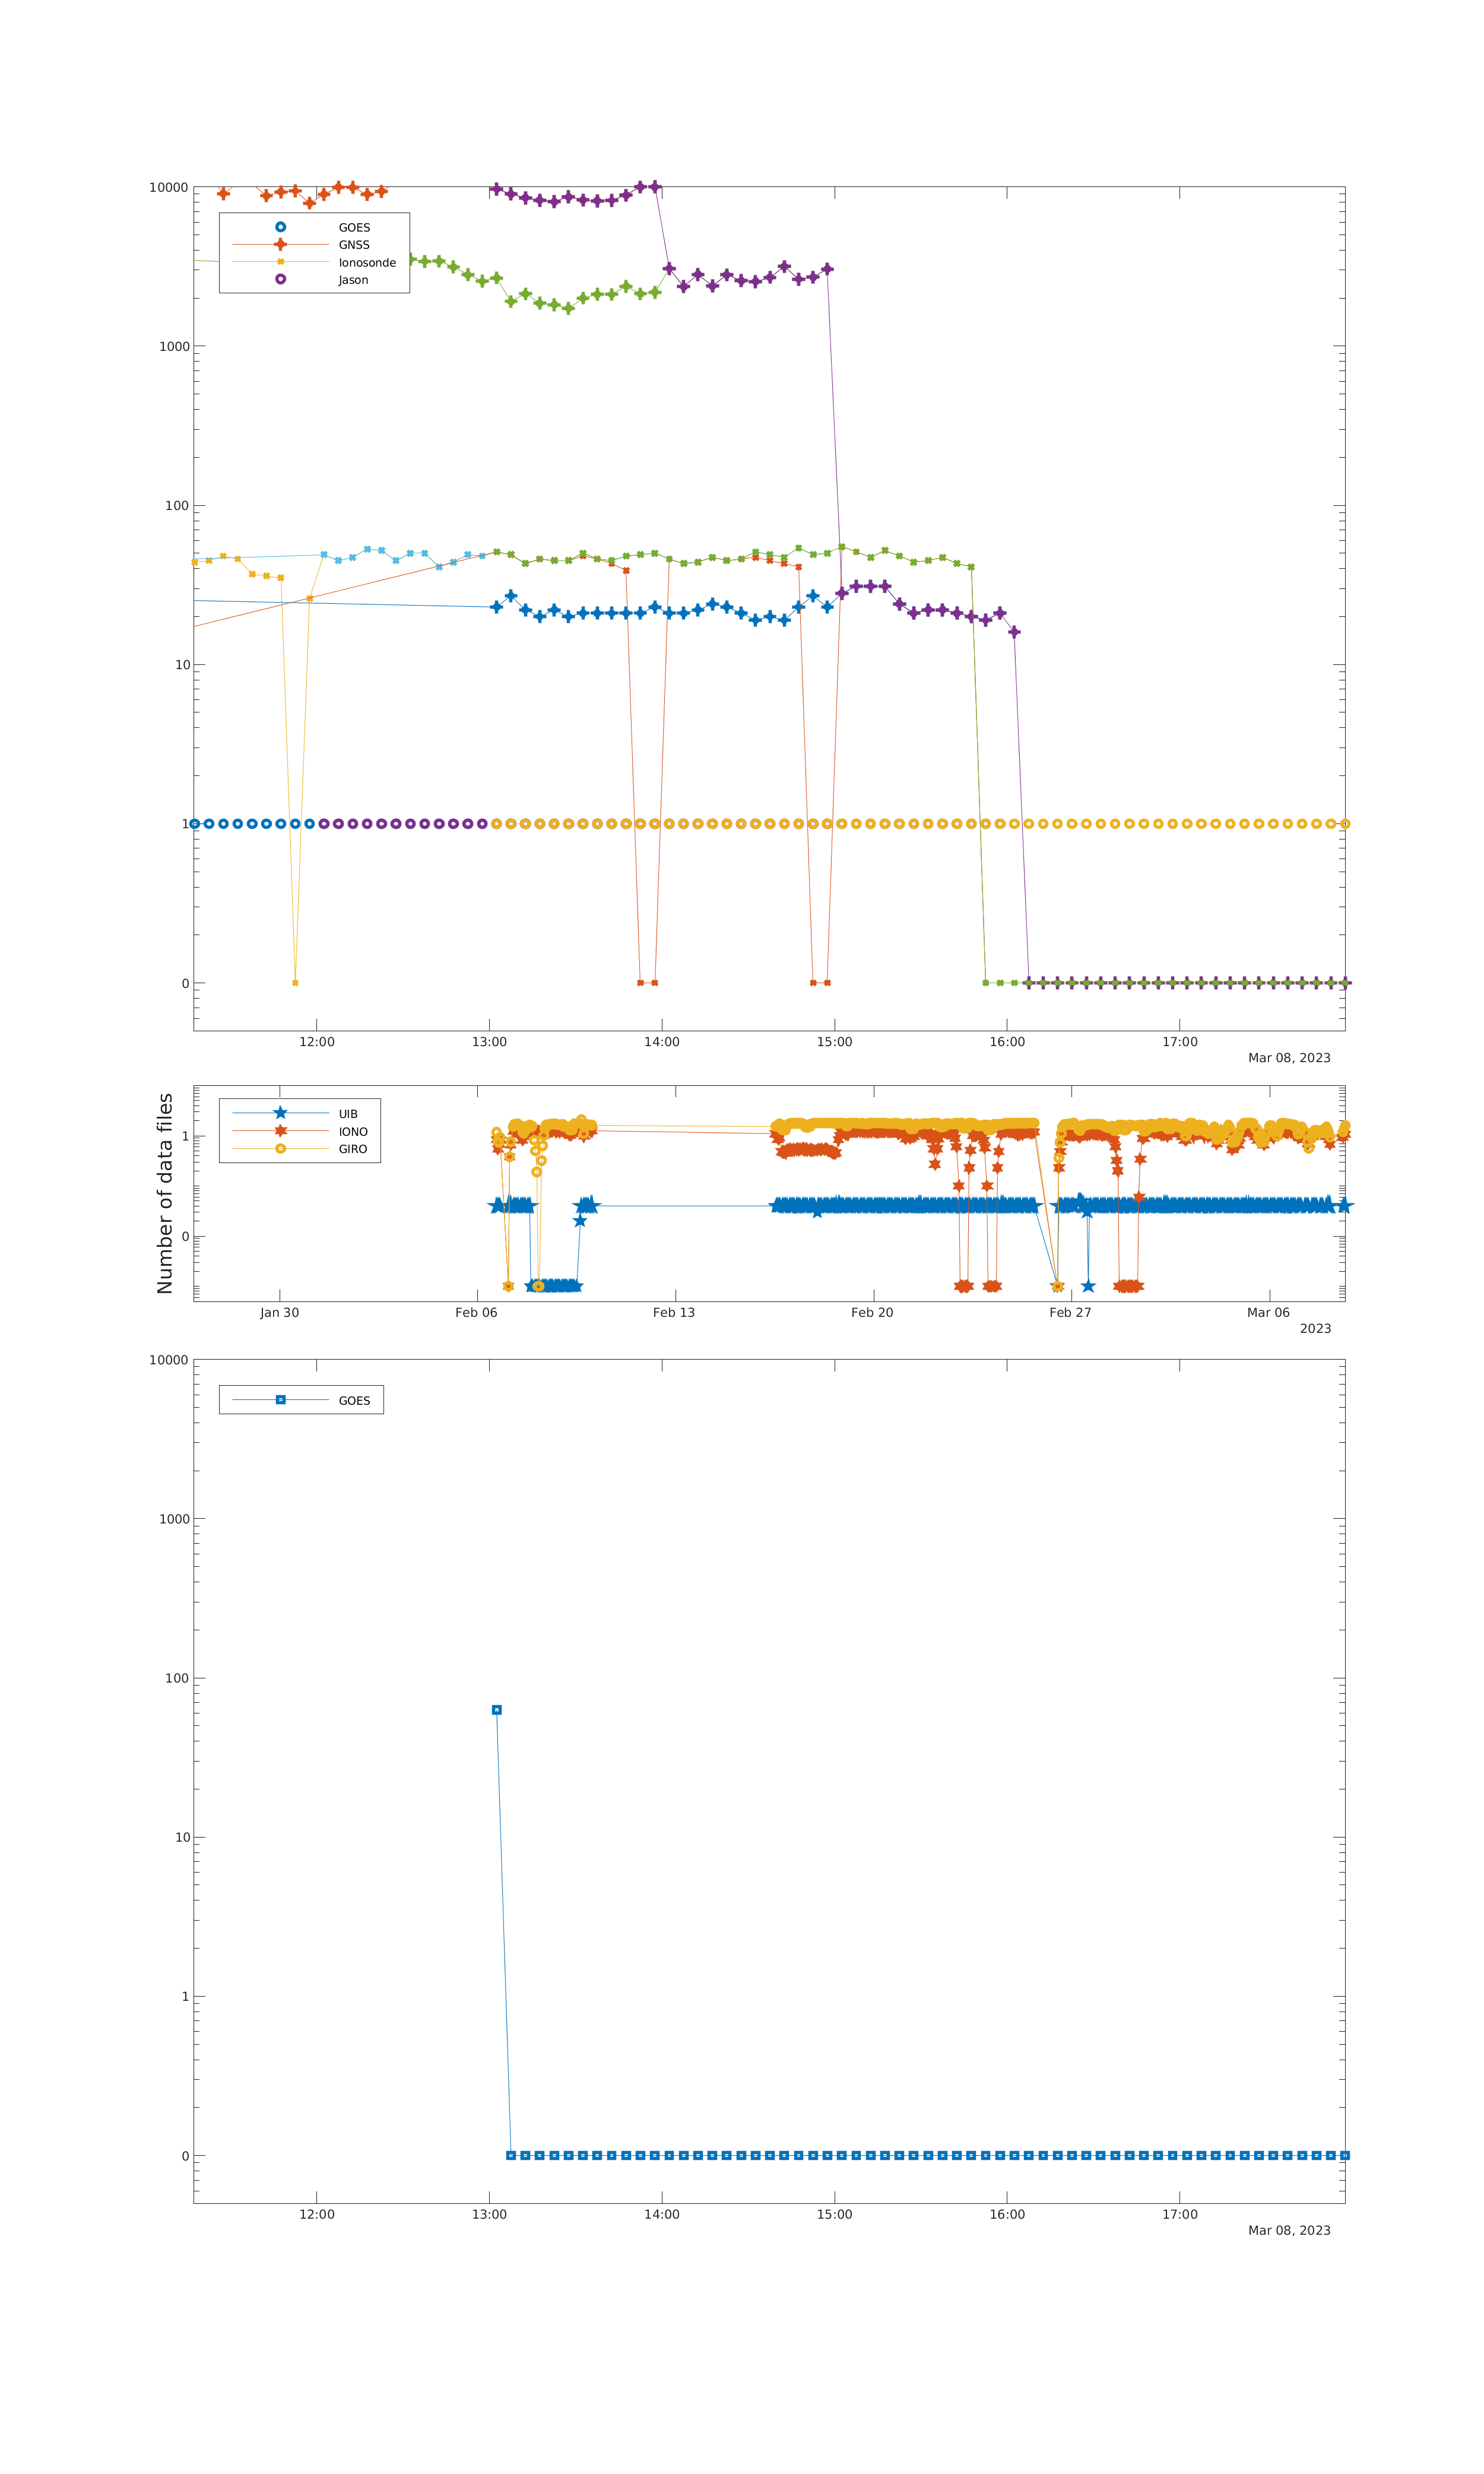 10000
1000
100
10
1
0
GOES
GNSS
Ionosonde
Jason
12:00 13:00 14:00 15:00 16:00 17:00
Mar 08, 2023
Number of data files
1
0
UIB
IONO
GIRO
Jan 30 Feb 06 Feb 13 Feb 20 Feb 27 Mar 06
2023
10000
1000
100
10
1
0
GOES
12:00 13:00 14:00 15:00 16:00 17:00
Mar 08, 2023